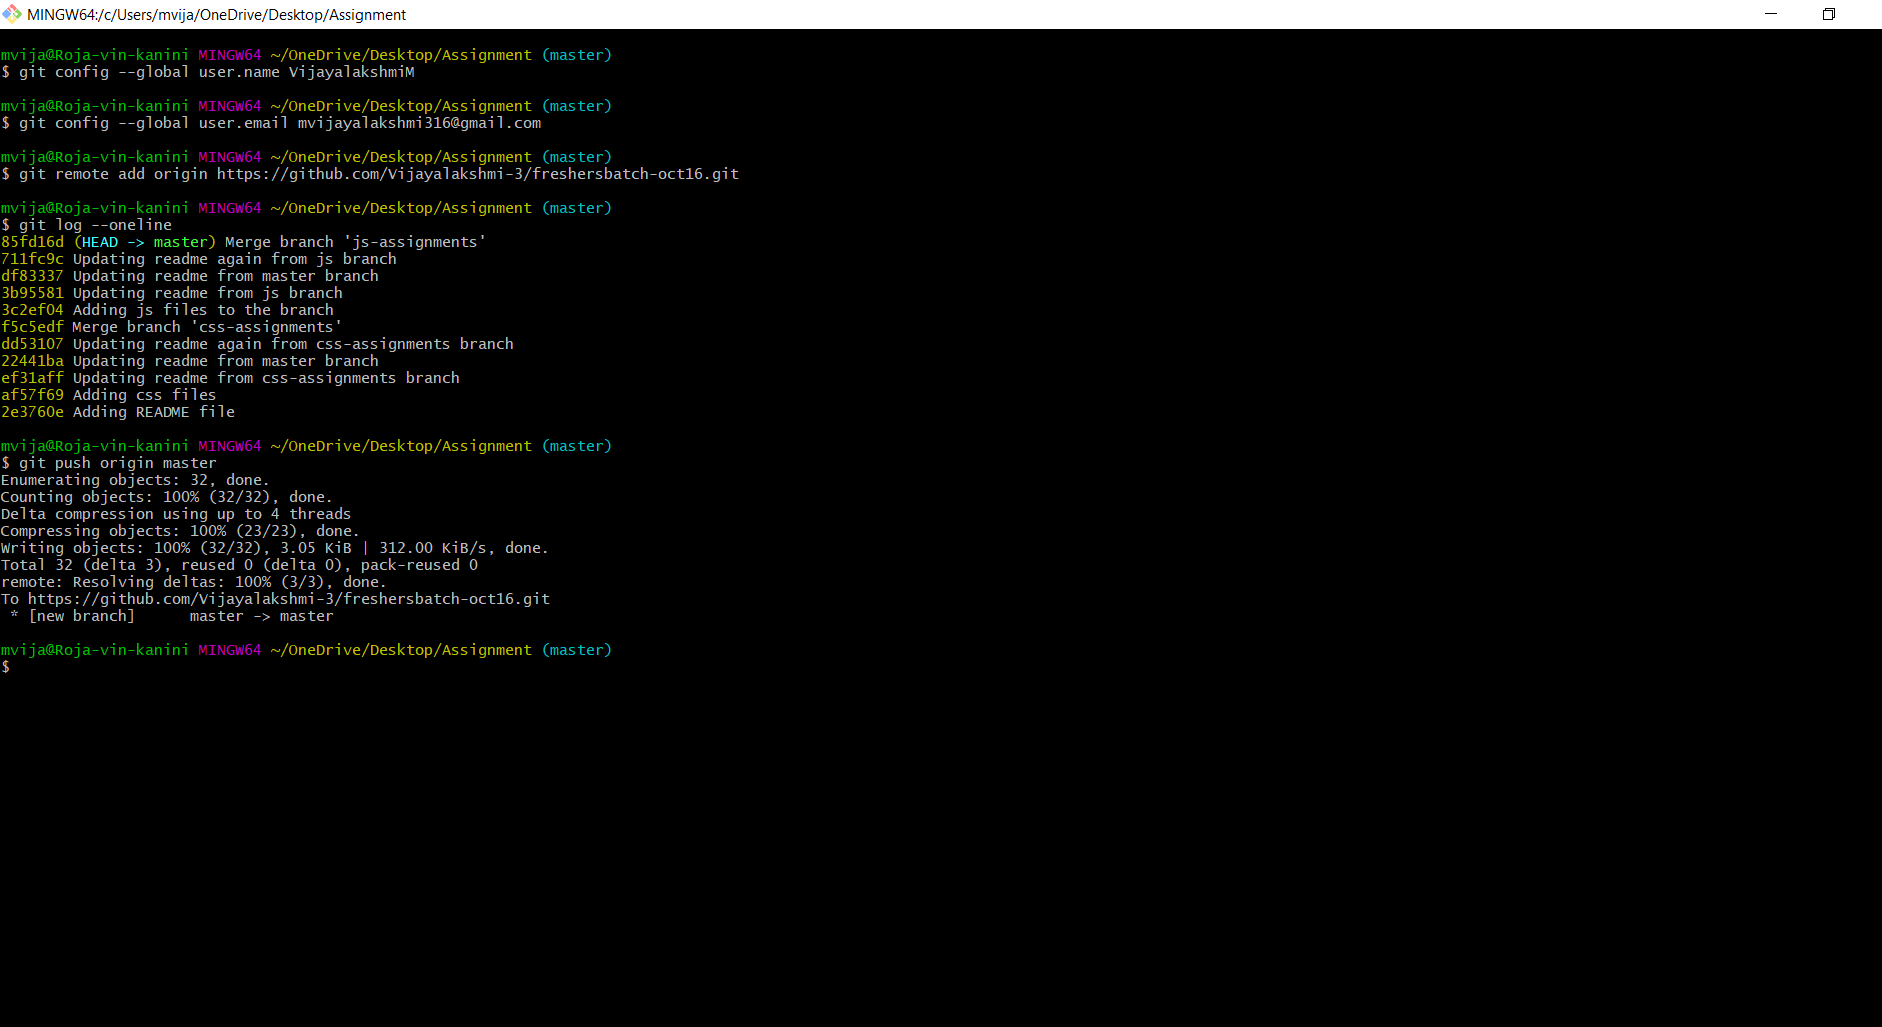 MINGW64:/c/Users/mvija/OneDrive/Desktop/Assignment
mvija@Roja-vin-kanini MINGW64 ~/OneDrive/Desktop/Assignment (master)
$ git config --global user.name VijayalakshmiM
mvija@Roja-vin-kanini MINGW64 ~/OneDrive/Desktop/Assignment (master)
$ git config --global user.email mvijayalakshmi316@gmail.com
mvija@Roja-vin-kanini MINGW64 ~/OneDrive/Desktop/Assignment (master)
$ git remote add origin https://github.com/Vijayalakshmi-3/freshersbatch-oct16.git
mvija@Roja-vin-kanini MINGW64 ~/OneDrive/Desktop/Assignment (master)
$ git log --oneline
85fd16d (HEAD -> master) Merge branch 'js-assignments'
711fc9c Updating readme again from js branch
df83337 Updating readme from master branch
3b95581 Updating readme from js branch
3c2ef04 Adding js files to the branch
f5c5edf Merge branch 'css-assignments'
dd53107 Updating readme again from css-assignments branch
22441ba Updating readme from master branch
ef31aff Updating readme from css-assignments branch
af57f69 Adding css files
2e3760e Adding README file
mvija@Roja-vin-kanini MINGW64 ~/OneDrive/Desktop/Assignment (master)
$ git push origin master
Enumerating objects: 32, done.
Counting objects: 100% (32/32), done.
Delta compression using up to 4 threads
Compressing objects: 100% (23/23), done.
Writing objects: 100% (32/32), 3.05 KiB | 312.00 KiB/s, done.
Total 32 (delta 3), reused 0 (delta 0), pack-reused 0
remote: Resolving deltas: 100% (3/3), done.
To https://github.com/Vijayalakshmi-3/freshersbatch-oct16.git
 * [new branch]      master -> master
mvija@Roja-vin-kanini MINGW64 ~/OneDrive/Desktop/Assignment (master)
$